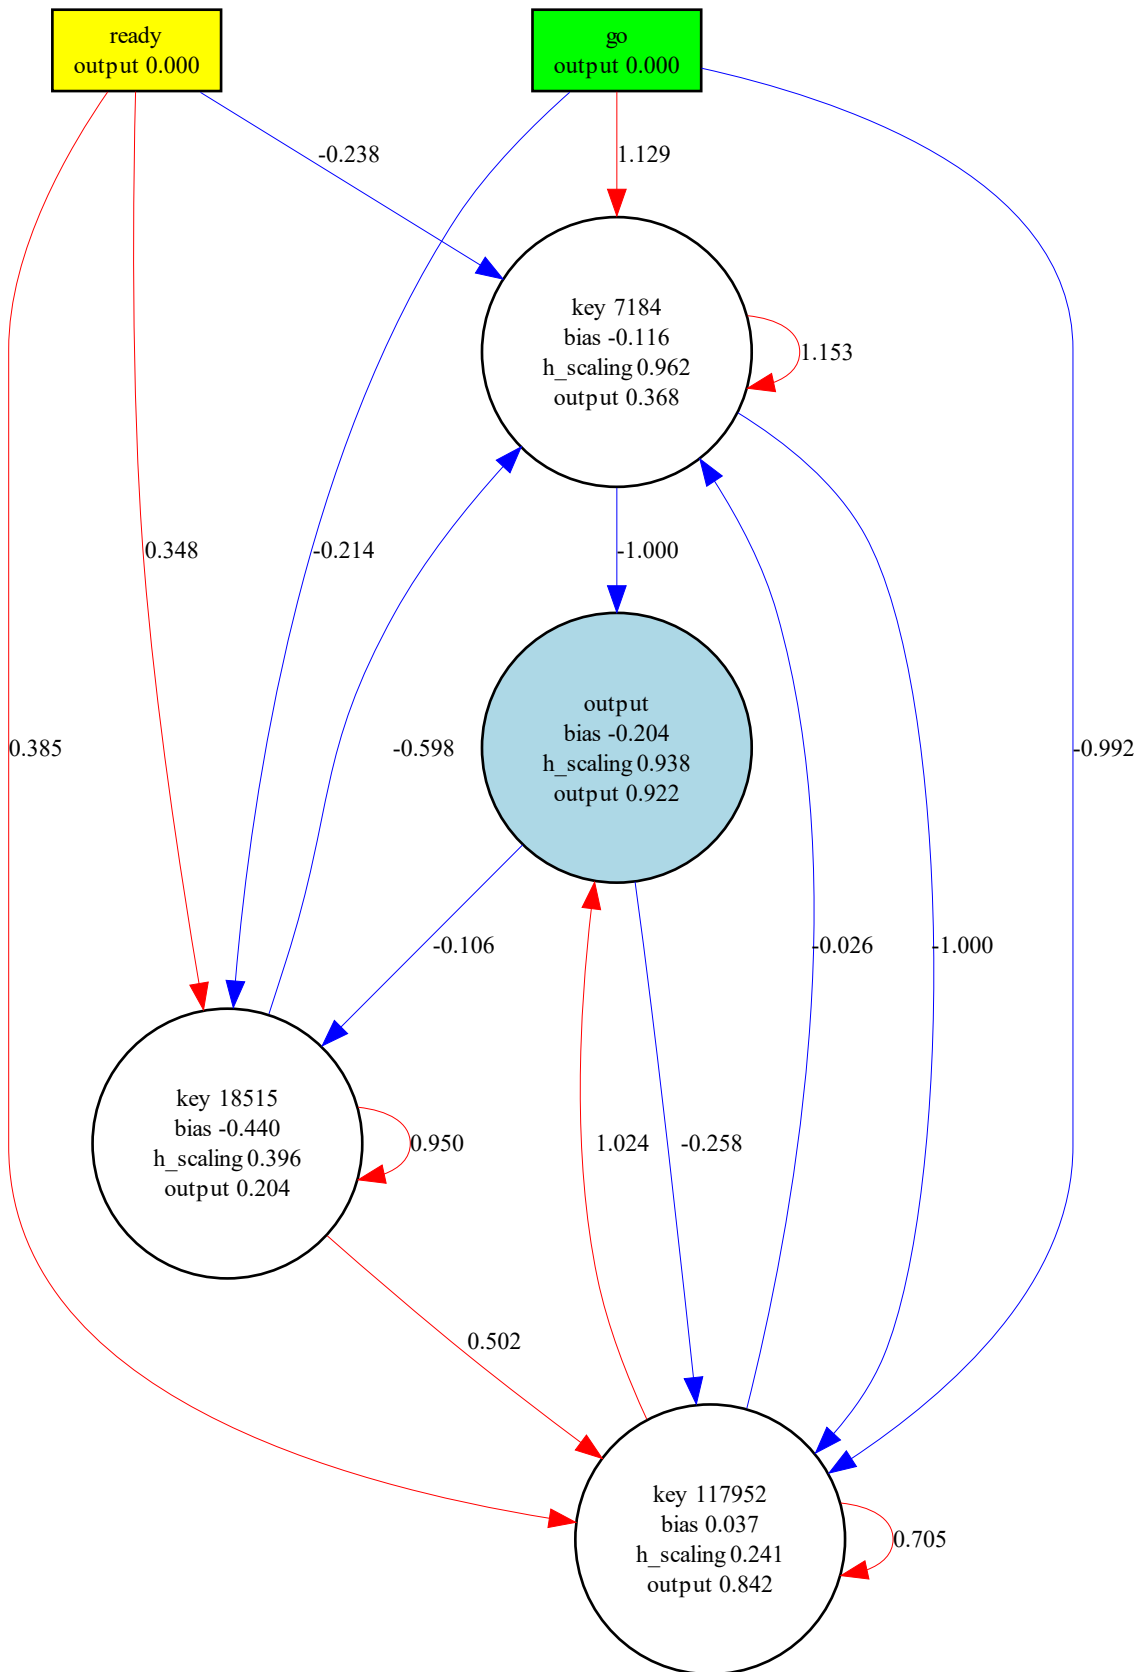 ready
output 0.000
go
output 0.000
-0.238
1.129
key 7184
bias -0.116
h_scaling 0.962
output 0.368
1.153
0.348
-0.214
-1.000
output
bias -0.204
h_scaling 0.938
output 0.922
0.385
-0.598
-0.992
-0.106
-0.026
-1.000
key 18515
bias -0.440
h_scaling 0.396
output 0.204
0.950
1.024
-0.258
0.502
key 117952
bias 0.037
h_scaling 0.241
output 0.842
0.705